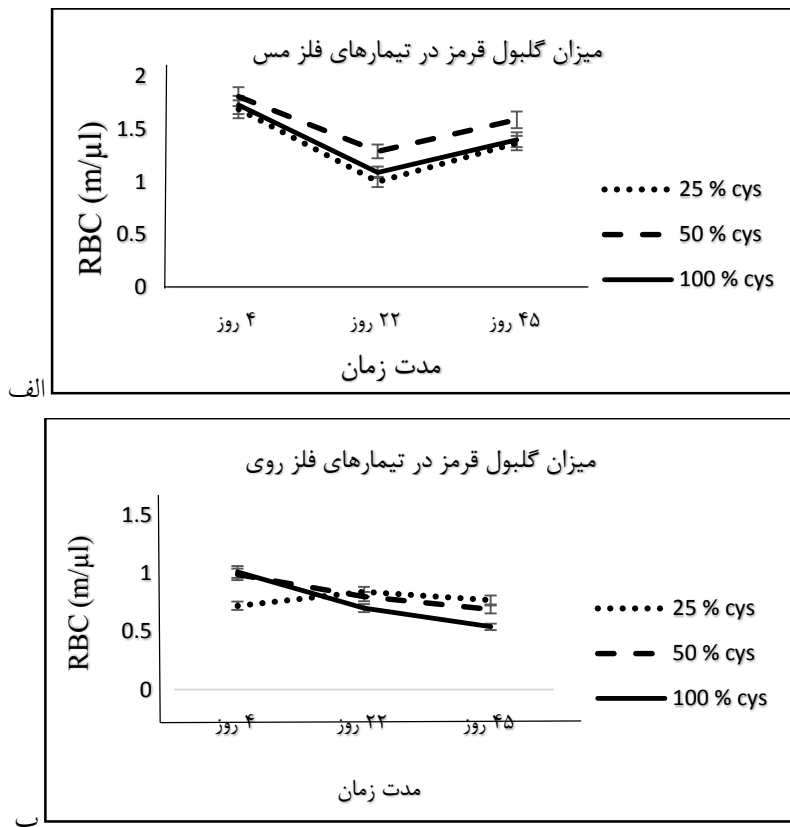 میزان گلبول قرمز در تیمارهای فلز مس
RBC (m/µl)
2
1.5
1
0.5
0
۴ روز
۲۲ روز
۴۵ روز
مدت زمان
25 % cys
50 % cys
100 % cys
الف
میزان گلبول قرمز در تیمارهای فلز روی
RBC (m/µl)
1.5
1
0.5
0
۴ روز
۲۲ روز
۴۵ روز
مدت زمان
25 % cys
50 % cys
100 % cys
ب